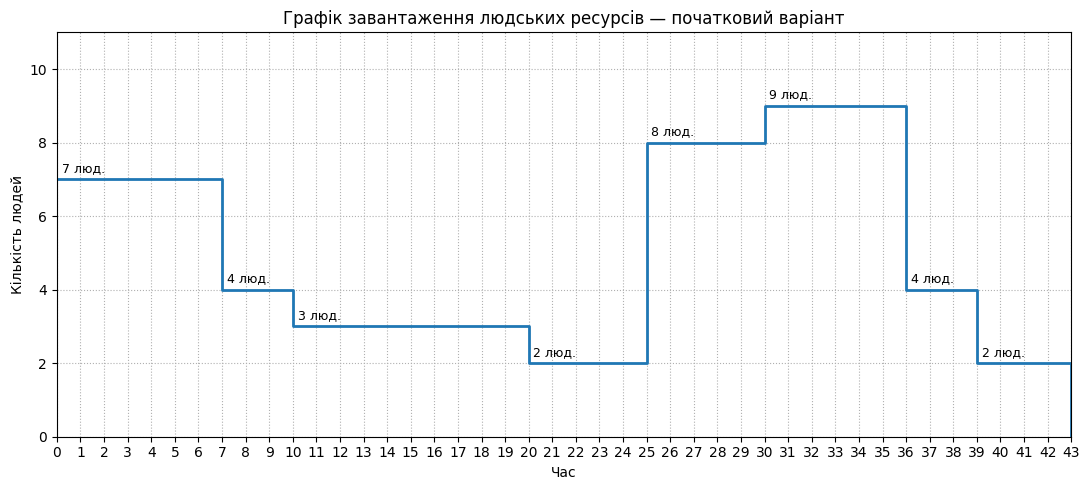 Графік завантаження людських ресурсів — початковий варіант
Кількість людей
10
8
6
4
2
0
7 люд.
4 люд.
3 люд.
2 люд.
8 люд.
9 люд.
4 люд.
2 люд.
0 1 2 3 4 5 6 7 8 9 10 11 12 13 14 15 16 17 18 19 20 21 22 23 24 25 26 27 28 29 30 31 32 33 34 35 36 37 38 39 40 41 42 43
Час